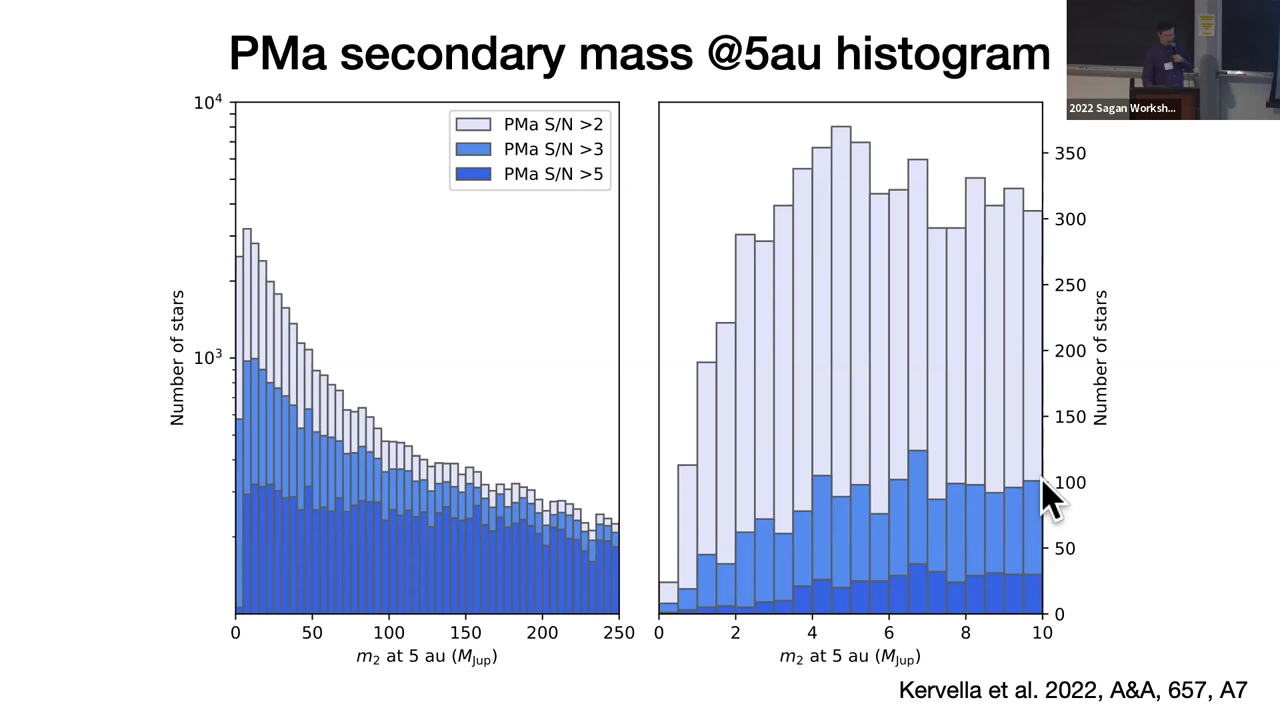 PMa secondary mass @5au histogram
2022 Sagan Worksh...
10⁴
10³
Number of stars
PMa S/N >2
PMa S/N >3
PMa S/N >5
0 50 100 150 200 250
m₂ at 5 au (M_Jup)
350
300
250
200
150
100
50
0
Number of stars
0 2 4 6 8 10
m₂ at 5 au (M_Jup)
Kervella et al. 2022, A&A, 657, A7